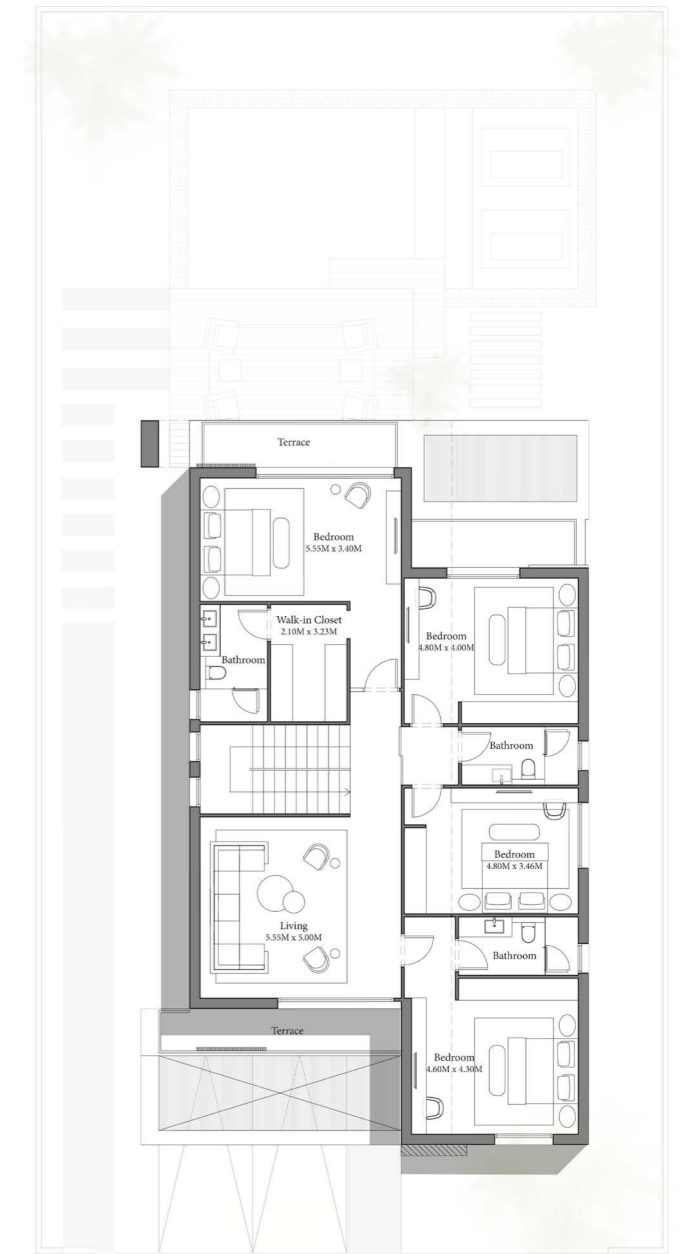 Terrace
Bedroom
5.55M x 3.40M
Walk-in Closet
2.10M x 3.23M
Bathroom
Bedroom
4.80M x 4.00M
Bathroom
Bedroom
4.80M x 3.46M
Living
5.55M x 5.00M
Bathroom
Terrace
Bedroom
4.60M x 4.30M